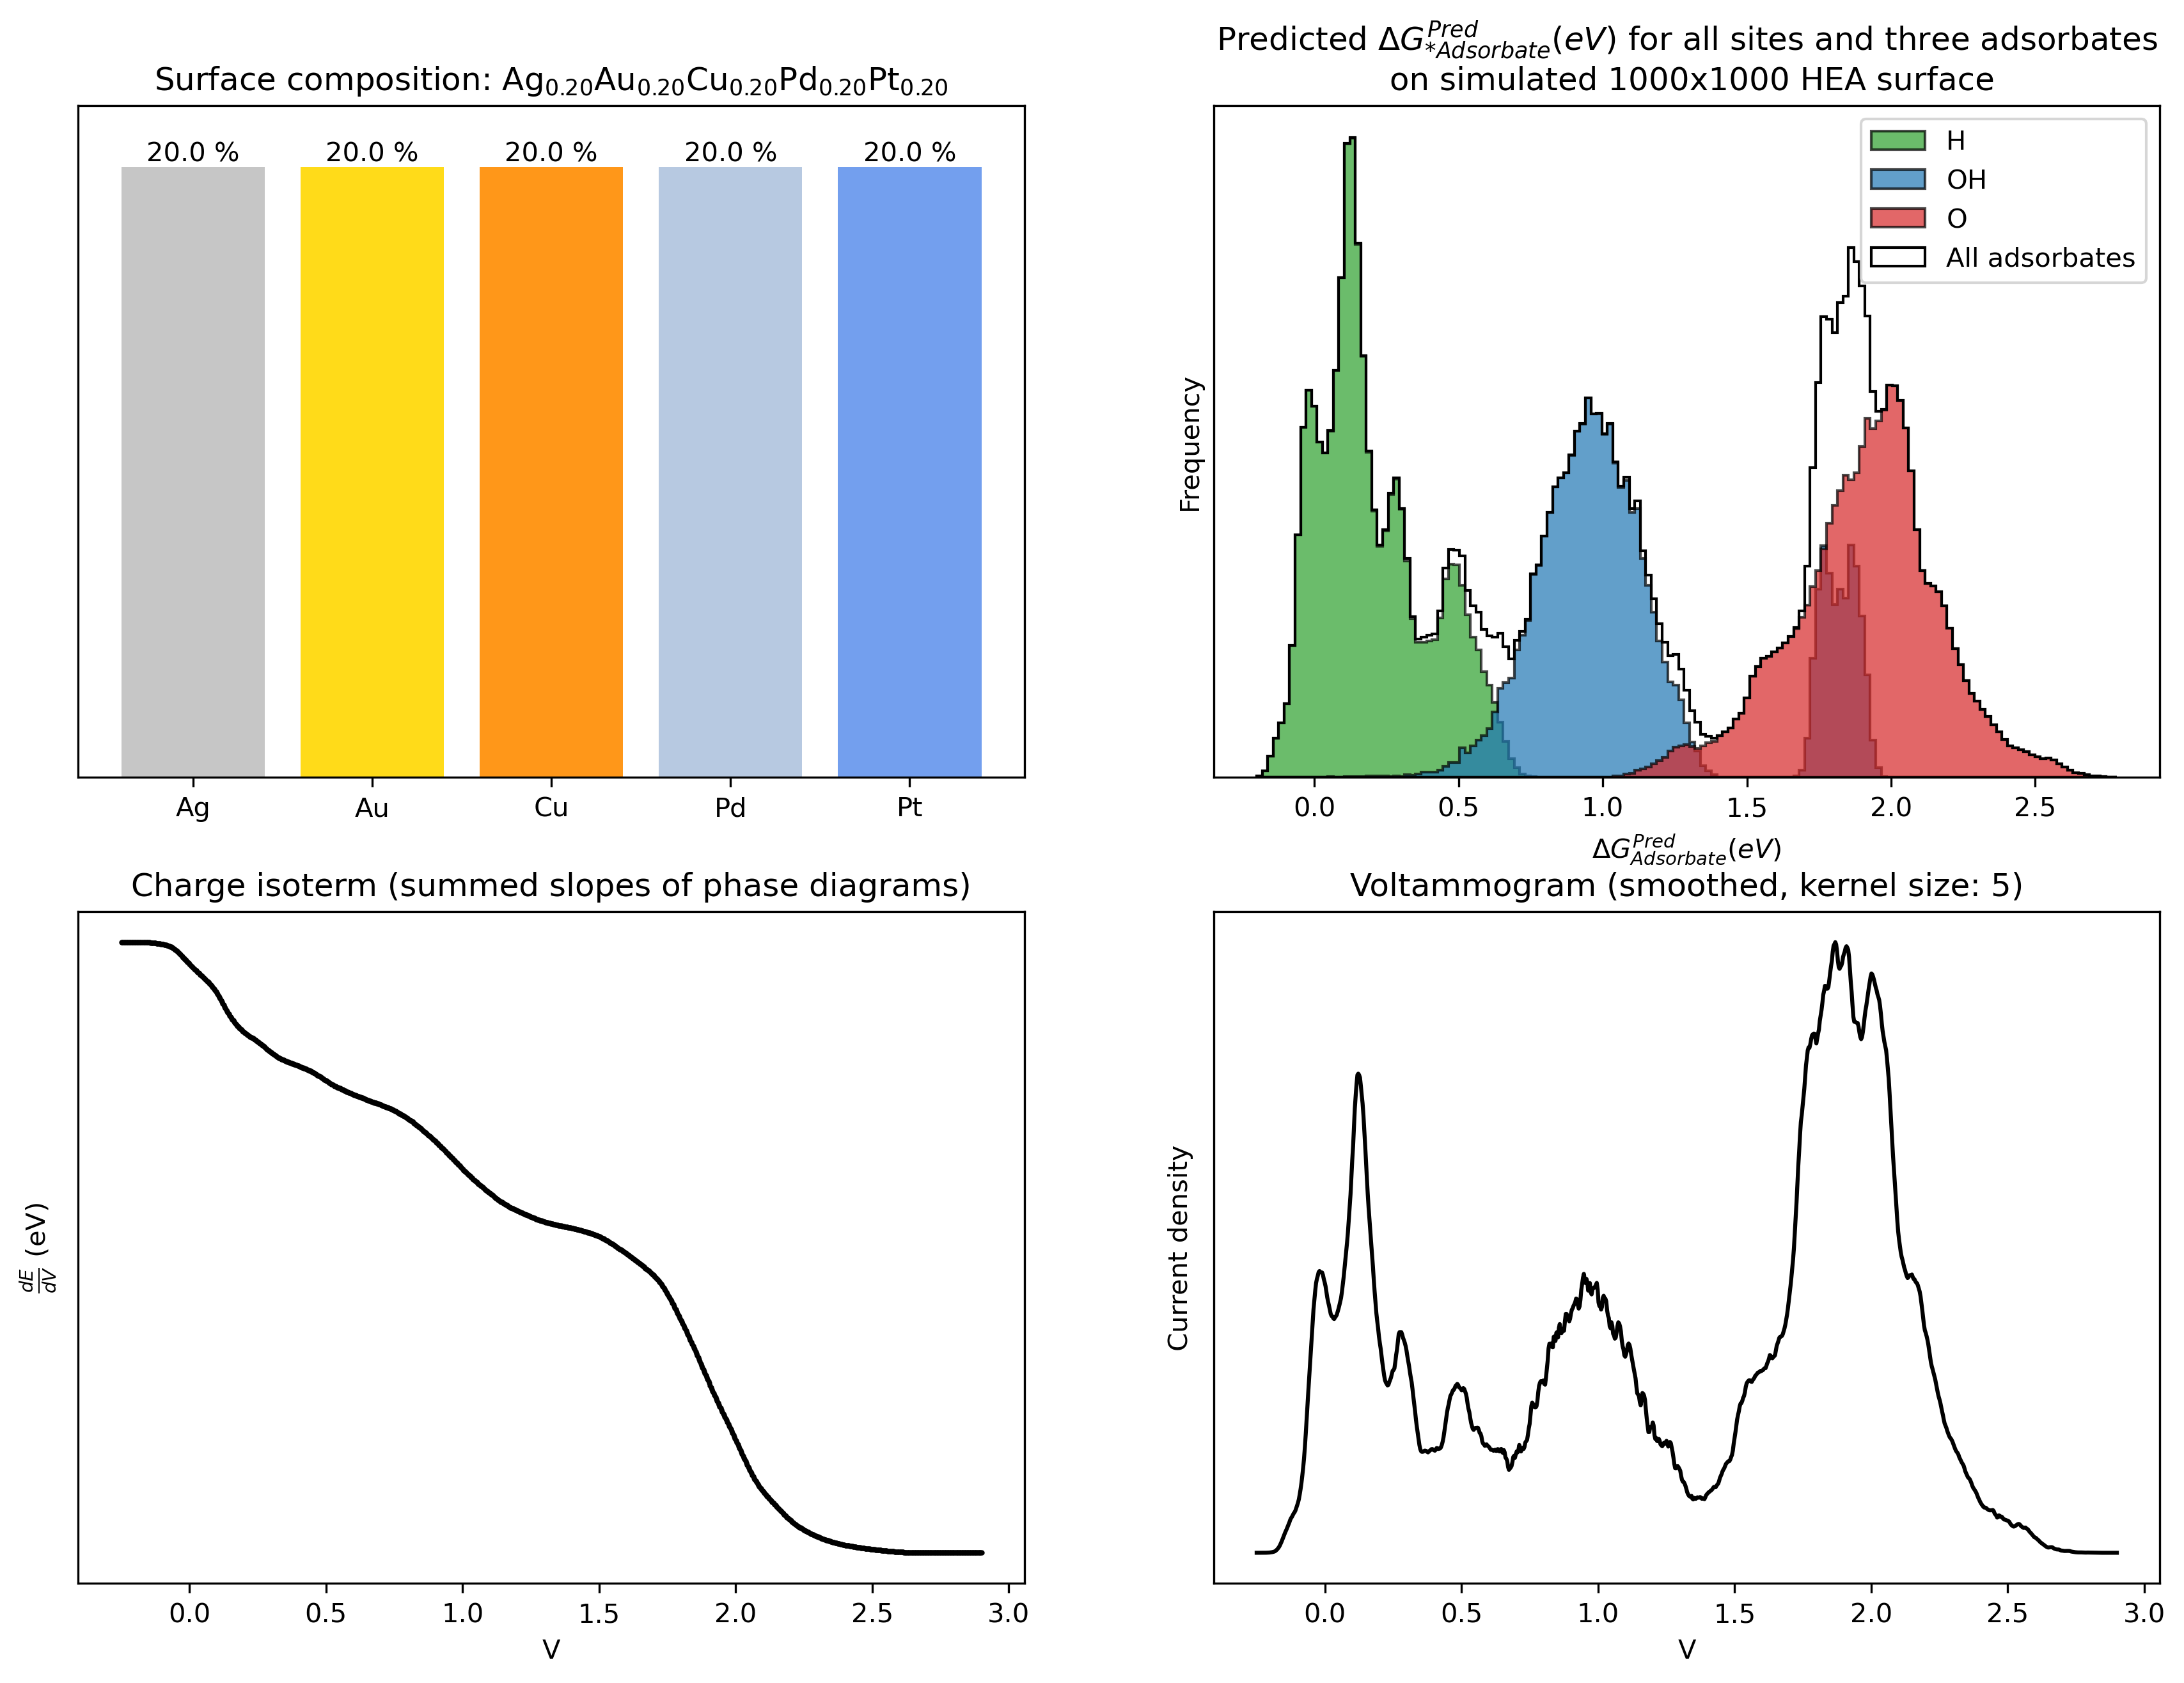 Surface composition: Ag0.20Au0.20Cu0.20Pd0.20Pt0.20
20.0 % 20.0 % 20.0 % 20.0 % 20.0 %
Ag Au Cu Pd Pt
Predicted ΔG^Pred_*Adsorbate(eV) for all sites and three adsorbates
on simulated 1000x1000 HEA surface
H
OH
O
All adsorbates
Frequency
0.0 0.5 1.0 1.5 2.0 2.5
ΔG^Pred_Adsorbate(eV)
Charge isoterm (summed slopes of phase diagrams)
dE/dV (eV)
0.0 0.5 1.0 1.5 2.0 2.5 3.0
V
Voltammogram (smoothed, kernel size: 5)
Current density
0.0 0.5 1.0 1.5 2.0 2.5 3.0
V